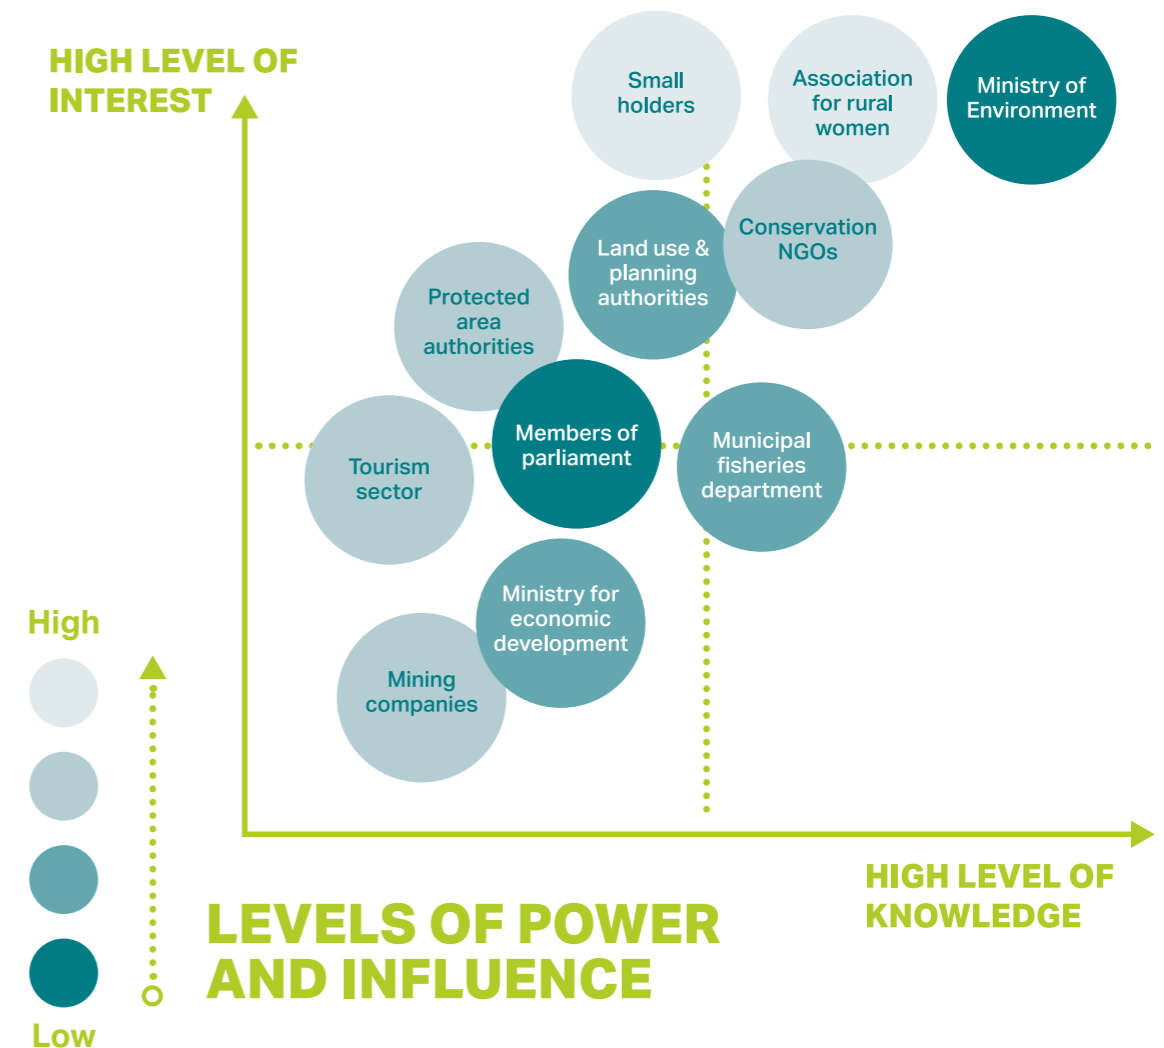 HIGH LEVEL OF
INTEREST
Small
holders
Association
for rural
women
Ministry of
Environment
Land use &
planning
authorities
Conservation
NGOs
Protected
area
authorities
Members of
parliament
Municipal
fisheries
department
Tourism
sector
Ministry for
economic
development
Mining
companies
High
Low
HIGH LEVEL OF
KNOWLEDGE
LEVELS OF POWER
AND INFLUENCE